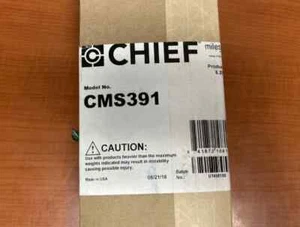 CHIEF
Model No.
CMS391
CAUTION:
Use with products heavier than the maximum
weights indicated may result in instability
causing possible injury.
Made in USA